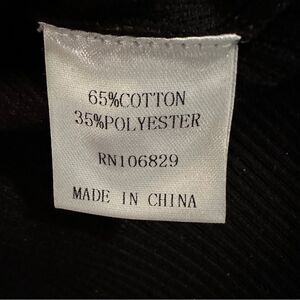 65%COTTON
35%POLYESTER
RN106829
MADE IN CHINA